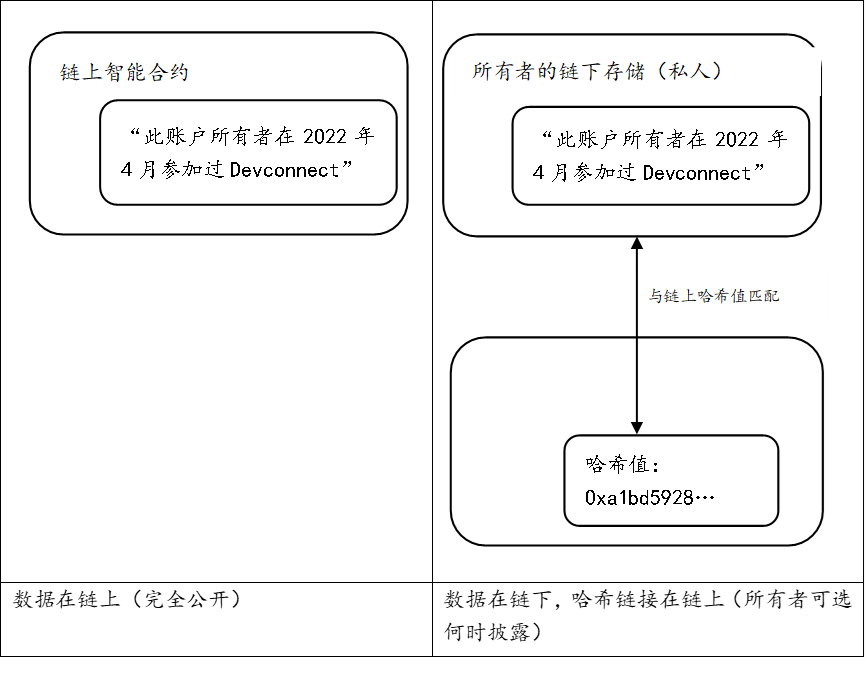 链上智能合约
“此账户所有者在 2022 年
4 月参加过 Devconnect”
数据在链上（完全公开）
所有者的链下存储（私人）
“此账户所有者在 2022 年
4 月参加过 Devconnect”
与链上哈希值匹配
哈希值：
0xa1bd5928…
数据在链下，哈希链接在链上（所有者可选
何时披露）